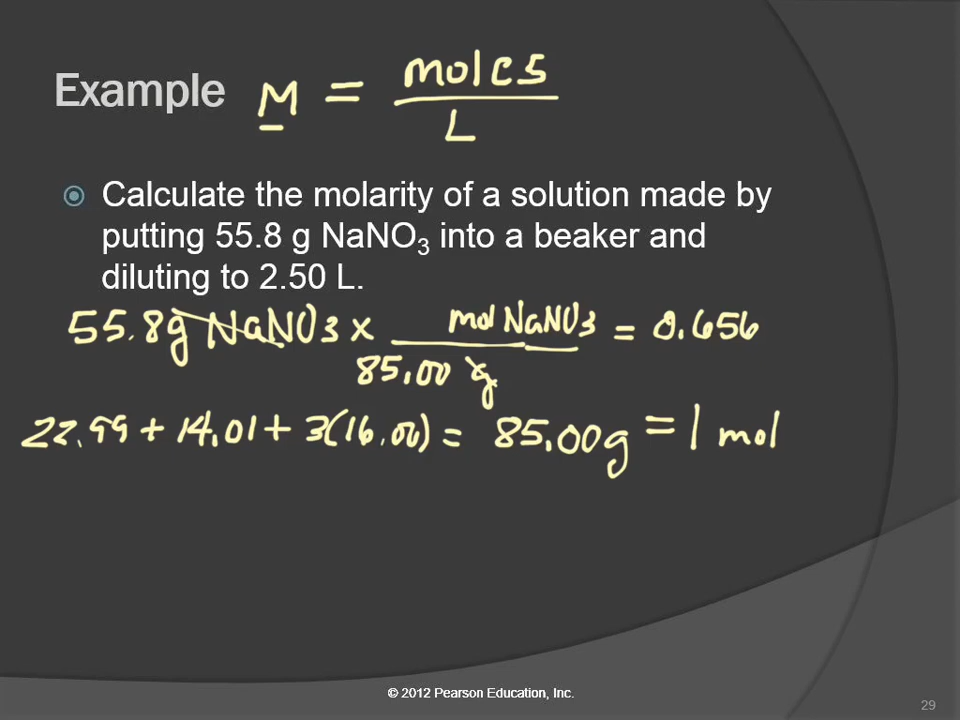 Example M = moles / L
Calculate the molarity of a solution made by
putting 55.8 g NaNO₃ into a beaker and
diluting to 2.50 L.
55.8g NaNO₃ x mol NaNO₃ / 85.00 g = 0.656
22.99 + 14.01 + 3(16.00) = 85.00g = 1 mol
© 2012 Pearson Education, Inc.
29